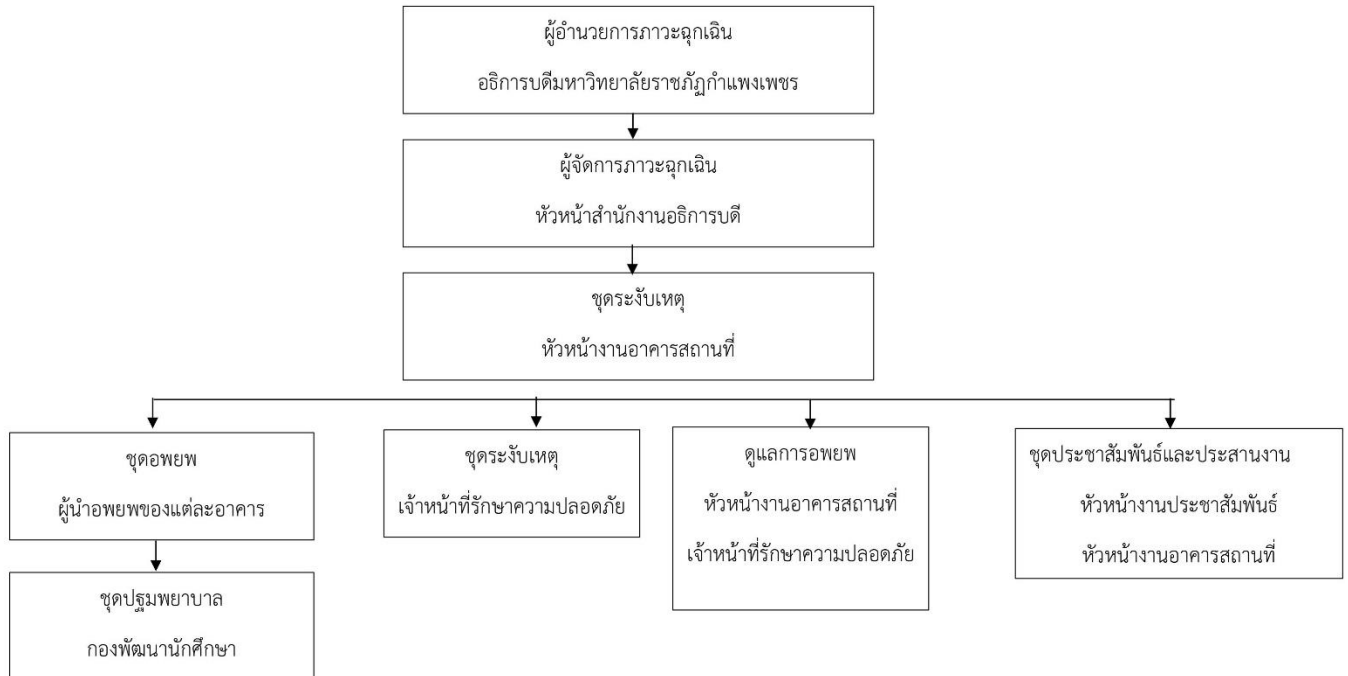 ผู้อำนวยการภาวะฉุกเฉิน
อธิการบดีมหาวิทยาลัยราชภัฏกำแพงเพชร
ผู้จัดการภาวะฉุกเฉิน
หัวหน้าสำนักงานอธิการบดี
ชุดระงับเหตุ
หัวหน้างานอาคารสถานที่
ชุดอพยพ
ผู้นำอพยพของแต่ละอาคาร
ชุดระงับเหตุ
เจ้าหน้าที่รักษาความปลอดภัย
ดูแลการอพยพ
หัวหน้างานอาคารสถานที่
เจ้าหน้าที่รักษาความปลอดภัย
ชุดประชาสัมพันธ์และประสานงาน
หัวหน้างานประชาสัมพันธ์
หัวหน้างานอาคารสถานที่
ชุดปฐมพยาบาล
กองพัฒนานักศึกษา